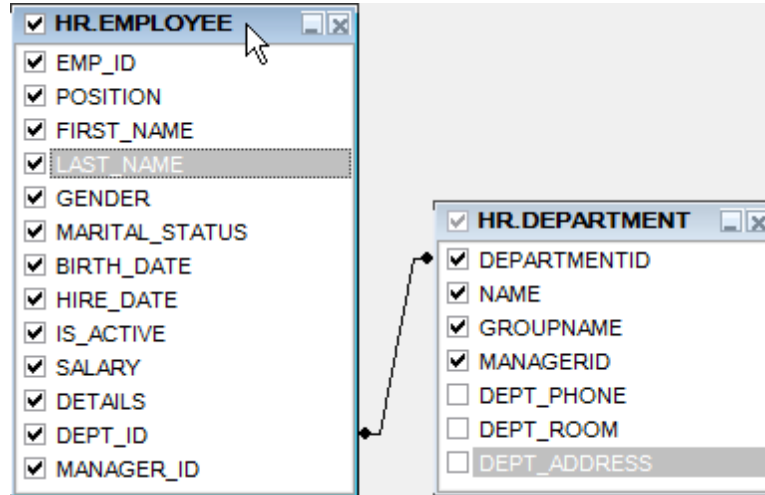 HR.EMPLOYEE
EMP_ID
POSITION
FIRST_NAME
LAST_NAME
GENDER
MARITAL_STATUS
BIRTH_DATE
HIRE_DATE
IS_ACTIVE
SALARY
DETAILS
DEPT_ID
MANAGER_ID
HR.DEPARTMENT
DEPARTMENTID
NAME
GROUPNAME
MANAGERID
DEPT_PHONE
DEPT_ROOM
DEPT_ADDRESS